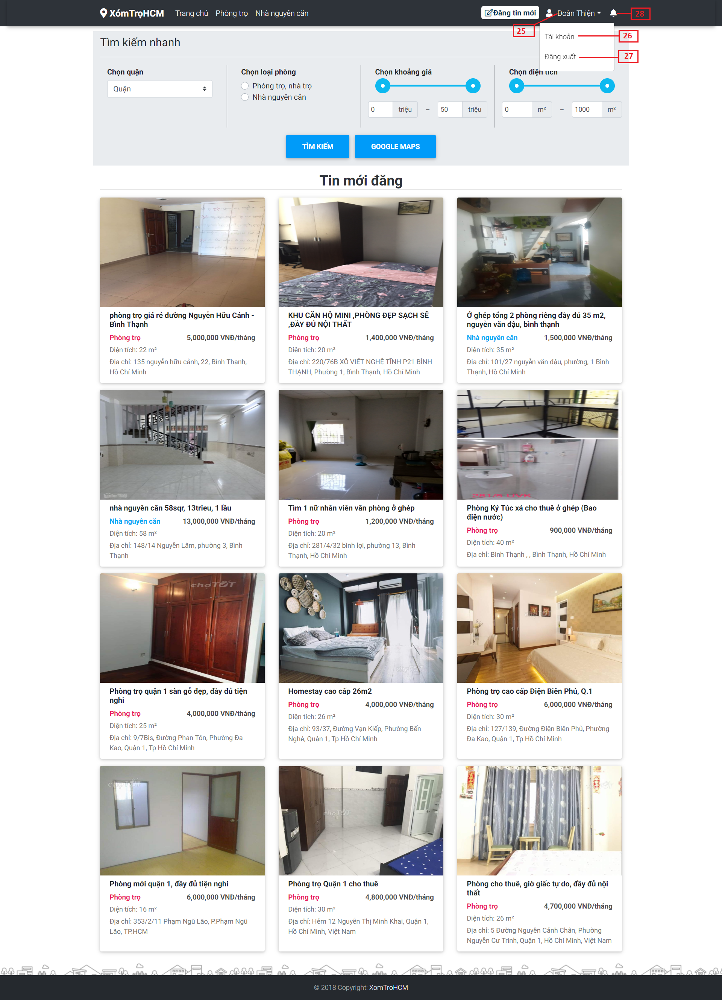 XómTrọHCM Trang chủ Phòng trọ Nhà nguyên căn Đăng tin mới Đoàn Thiện 28
25
Tài khoản 26
Đăng xuất 27
Tìm kiếm nhanh
Chọn quận Chọn loại phòng Chọn khoảng giá Chọn diện tích
Quận
Phòng trọ, nhà trọ
Nhà nguyên căn
0 triệu – 50 triệu 0 m² – 1000 m²
TÌM KIẾM GOOGLE MAPS
Tin mới đăng
phòng trọ giá rẻ đường Nguyễn Hữu Cảnh -
Bình Thạnh
Phòng trọ 5,000,000 VNĐ/tháng
Diện tích: 22 m²
Địa chỉ: 135 nguyễn hữu cảnh, 22, Bình Thạnh,
Hồ Chí Minh
KHU CĂN HỘ MINI ,PHÒNG ĐẸP SẠCH SẼ
,ĐẦY ĐỦ NỘI THẤT
Phòng trọ 1,400,000 VNĐ/tháng
Diện tích: 20 m²
Địa chỉ: 220/76B XÔ VIẾT NGHỆ TĨNH P21 BÌNH
THẠNH, Phường 1, Bình Thạnh, Hồ Chí Minh
Ở ghép tổng 2 phòng riêng đầy đủ 35 m2,
nguyễn văn đậu, bình thạnh
Nhà nguyên căn 1,500,000 VNĐ/tháng
Diện tích: 35 m²
Địa chỉ: 101/27 nguyễn văn đậu, phường, 1 Bình
Thạnh, Hồ Chí Minh
nhà nguyên căn 58sqr, 13trieu, 1 lầu
Nhà nguyên căn 13,000,000 VNĐ/tháng
Diện tích: 58 m²
Địa chỉ: 148/14 Nguyễn Lâm, phường 3, Bình
Thạnh
Tìm 1 nữ nhân viên văn phòng ở ghép
Phòng trọ 1,200,000 VNĐ/tháng
Diện tích: 20 m²
Địa chỉ: 281/4/32 bình lợi, phường 13, Bình
Thạnh, Hồ Chí Minh
281/5 UVK
Phòng Ký Túc xá cho thuê ở ghép (Bao
điện nước)
Phòng trọ 900,000 VNĐ/tháng
Diện tích: 40 m²
Địa chỉ: Bình Thạnh , , Bình Thạnh, Hồ Chí Minh
chợTỐT
Phòng trọ quận 1 sàn gỗ đẹp, đầy đủ tiện
nghi
Phòng trọ 4,000,000 VNĐ/tháng
Diện tích: 25 m²
Địa chỉ: 9/7Bis, Đường Phan Tôn, Phường Đa
Kao, Quận 1, Tp Hồ Chí Minh
chợTỐT
Homestay cao cấp 26m2
Phòng trọ 4,000,000 VNĐ/tháng
Diện tích: 26 m²
Địa chỉ: 93/37, Đường Vạn Kiếp, Phường Bến
Nghé, Quận 1, Tp Hồ Chí Minh
chợTỐT
Phòng trọ cao cấp Điện Biên Phủ, Q.1
Phòng trọ 6,000,000 VNĐ/tháng
Diện tích: 30 m²
Địa chỉ: 127/139, Đường Điện Biên Phủ, Phường
Đa Kao, Quận 1, Tp Hồ Chí Minh
chợTỐT
Phòng mới quận 1, đầy đủ tiện nghi
Phòng trọ 6,000,000 VNĐ/tháng
Diện tích: 16 m²
Địa chỉ: 353/2/11 Phạm Ngũ Lão, P.Phạm Ngũ
Lão, TP.HCM
chợTỐT
Phòng trọ Quận 1 cho thuê
Phòng trọ 4,800,000 VNĐ/tháng
Diện tích: 30 m²
Địa chỉ: Hẻm 12 Nguyễn Thị Minh Khai, Quận 1,
Hồ Chí Minh, Việt Nam
chợTỐT
Phòng cho thuê, giờ giấc tự do, đầy đủ nội
thất
Phòng trọ 4,700,000 VNĐ/tháng
Diện tích: 26 m²
Địa chỉ: 5 Đường Nguyễn Cảnh Chân, Phường
Nguyễn Cư Trinh, Quận 1, Hồ Chí Minh, Việt Nam
© 2018 Copyright: XomTroHCM